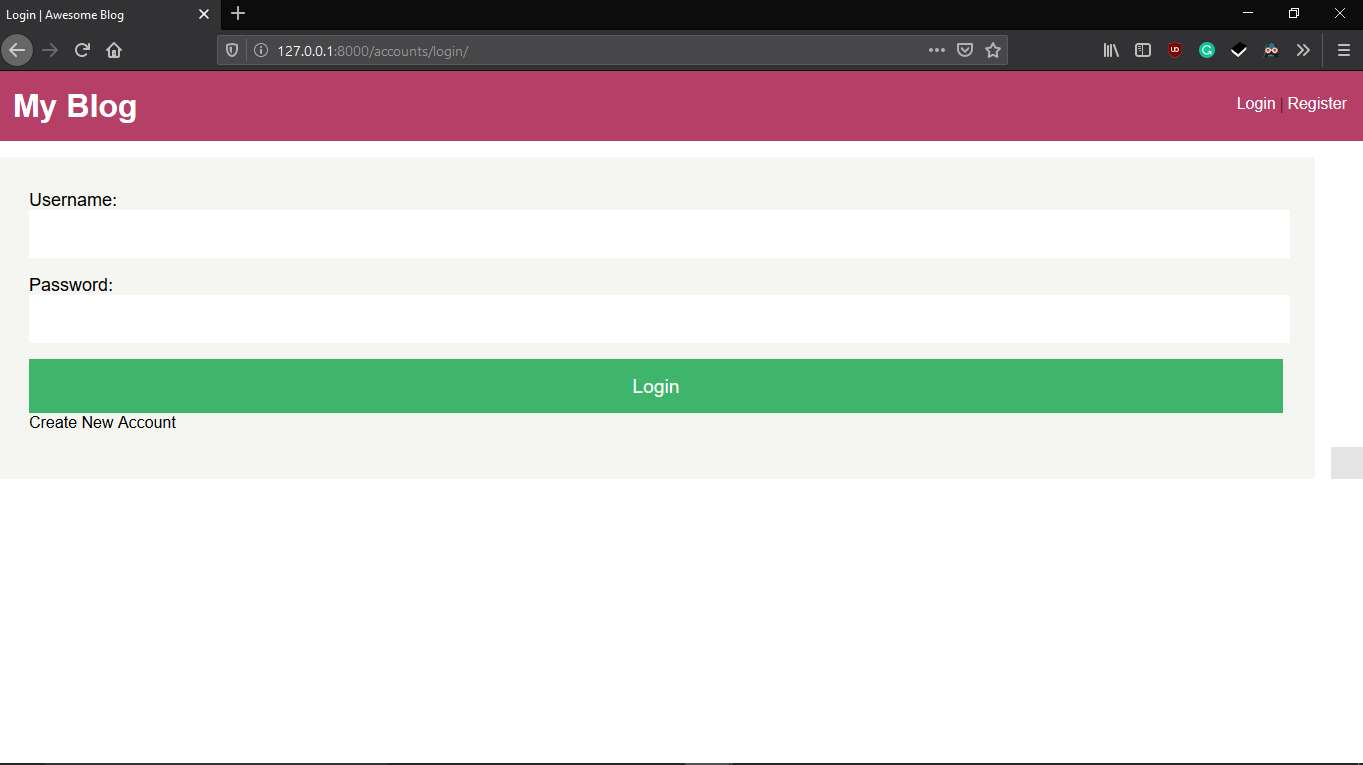 Login | Awesome Blog
127.0.0.1:8000/accounts/login/
My Blog
Login | Register
Username:
Password:
Login
Create New Account